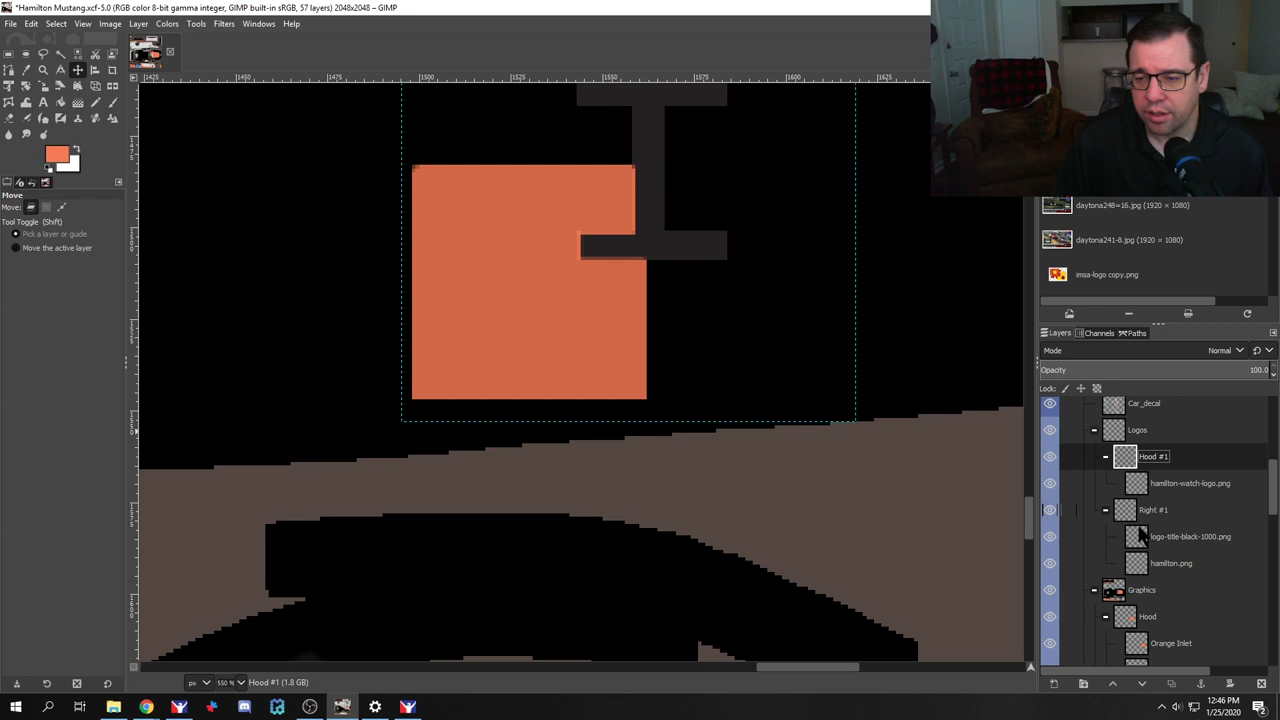 *Hamilton Mustang.xcf-5.0 (RGB color 8-bit gamma integer, GIMP built-in sRGB, 57 layers) 2048x2048 – GIMP
File Edit Select View Image Layer Colors Tools Filters Windows Help
1425 1450 1475 1500 1525 1550 1575 1600 1625
Move
Move:
Tool Toggle (Shift)
Pick a layer or guide
Move the active layer
daytona248=16.jpg (1920 × 1080)
daytona241-8.jpg (1920 × 1080)
imsa-logo copy.png
Layers Channels Paths
Mode Normal
Opacity 100.0
Lock:
Car_decal
Logos
Hood #1
hamilton-watch-logo.png
Right #1
logo-title-black-1000.png
hamilton.png
Graphics
Hood
Orange Inlet
px 550 % Hood #1 (1.8 GB)
12:46 PM
1/25/2020